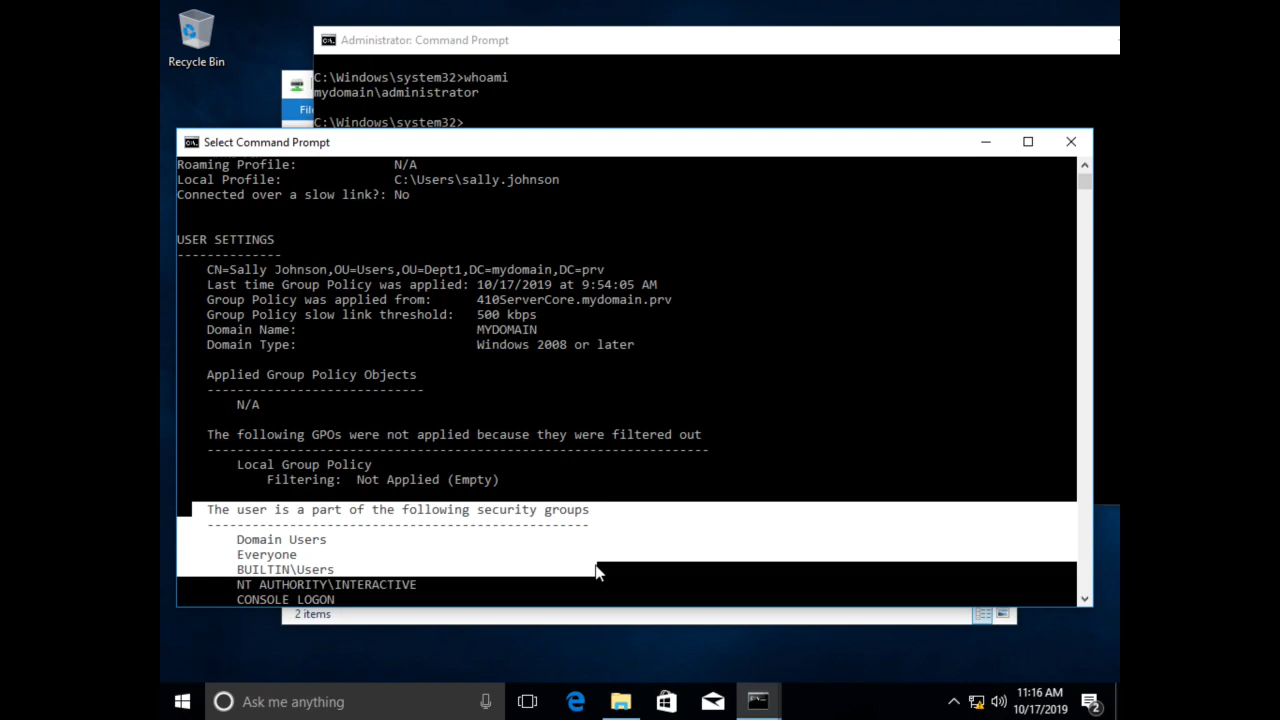 Recycle Bin
Administrator: Command Prompt
C:\Windows\system32>whoami
mydomain\administrator
C:\Windows\system32>
Select Command Prompt
Roaming Profile: N/A
Local Profile: C:\Users\sally.johnson
Connected over a slow link?: No
USER SETTINGS
--------------
CN=Sally Johnson,OU=Users,OU=Dept1,DC=mydomain,DC=prv
Last time Group Policy was applied: 10/17/2019 at 9:54:05 AM
Group Policy was applied from: 410ServerCore.mydomain.prv
Group Policy slow link threshold: 500 kbps
Domain Name: MYDOMAIN
Domain Type: Windows 2008 or later
Applied Group Policy Objects
-----------------------------
N/A
The following GPOs were not applied because they were filtered out
-------------------------------------------------------------------
Local Group Policy
Filtering: Not Applied (Empty)
The user is a part of the following security groups
---------------------------------------------------
Domain Users
Everyone
BUILTIN\Users
NT AUTHORITY\INTERACTIVE
CONSOLE LOGON
2 items
Ask me anything
11:16 AM
10/17/2019
2